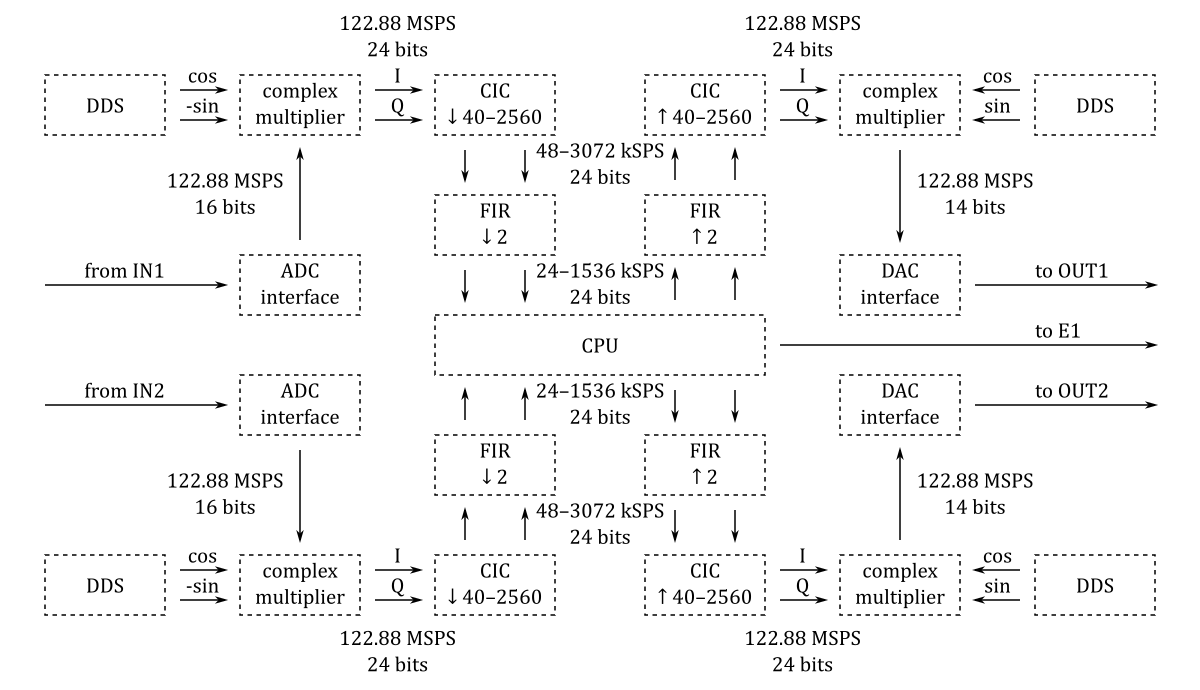 122.88 MSPS
24 bits
122.88 MSPS
24 bits
DDS
cos
-sin
complex
multiplier
I
Q
CIC
↓40–2560
CIC
↑40–2560
I
Q
complex
multiplier
cos
sin
DDS
48–3072 kSPS
24 bits
122.88 MSPS
16 bits
FIR
↓2
FIR
↑2
122.88 MSPS
14 bits
from IN1
ADC
interface
24–1536 kSPS
24 bits
DAC
interface
to OUT1
CPU
to E1
from IN2
ADC
interface
24–1536 kSPS
24 bits
DAC
interface
to OUT2
122.88 MSPS
16 bits
FIR
↓2
FIR
↑2
122.88 MSPS
14 bits
48–3072 kSPS
24 bits
DDS
cos
-sin
complex
multiplier
I
Q
CIC
↓40–2560
CIC
↑40–2560
I
Q
complex
multiplier
cos
sin
DDS
122.88 MSPS
24 bits
122.88 MSPS
24 bits